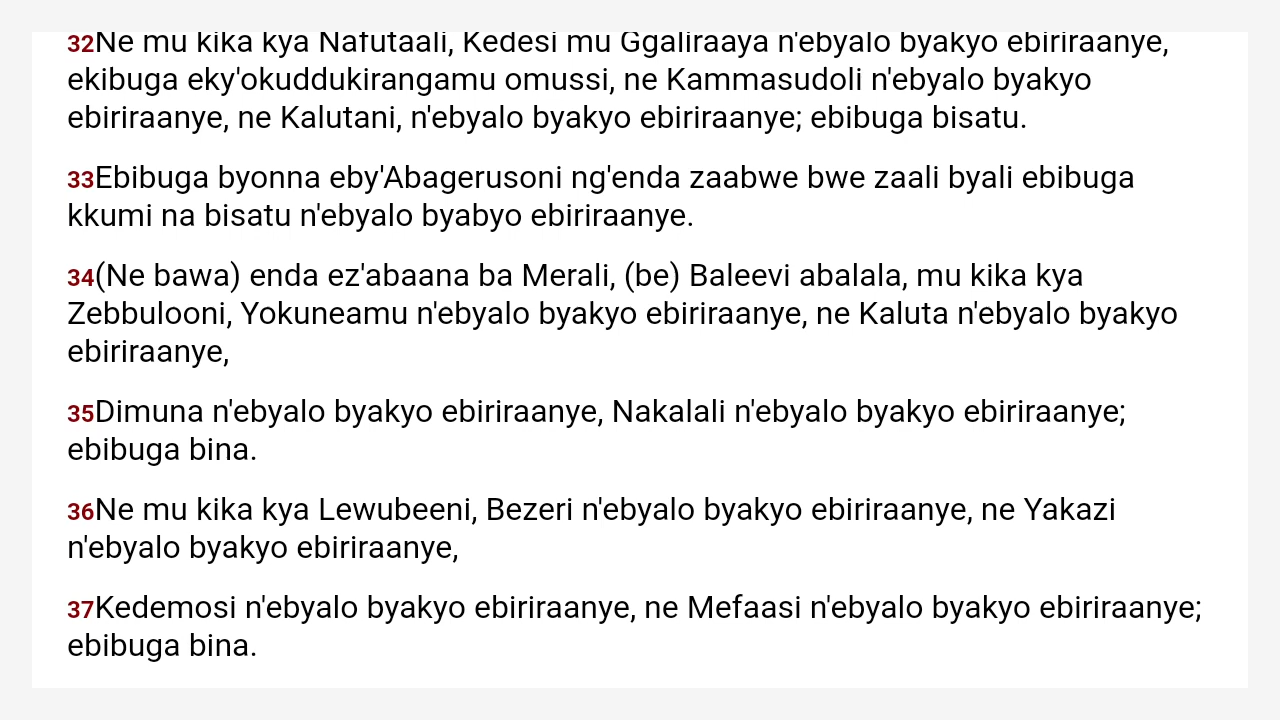 32Ne mu kika kya Nafutaali, Kedesi mu Ggaliraaya n'ebyalo byakyo ebiriraanye,
ekibuga eky'okuddukirangamu omussi, ne Kammasudoli n'ebyalo byakyo
ebiriraanye, ne Kalutani, n'ebyalo byakyo ebiriraanye; ebibuga bisatu.
33Ebibuga byonna eby'Abagerusoni ng'enda zaabwe bwe zaali byali ebibuga
kkumi na bisatu n'ebyalo byabyo ebiriraanye.
34(Ne bawa) enda ez'abaana ba Merali, (be) Baleevi abalala, mu kika kya
Zebbulooni, Yokuneamu n'ebyalo byakyo ebiriraanye, ne Kaluta n'ebyalo byakyo
ebiriraanye,
35Dimuna n'ebyalo byakyo ebiriraanye, Nakalali n'ebyalo byakyo ebiriraanye;
ebibuga bina.
36Ne mu kika kya Lewubeeni, Bezeri n'ebyalo byakyo ebiriraanye, ne Yakazi
n'ebyalo byakyo ebiriraanye,
37Kedemosi n'ebyalo byakyo ebiriraanye, ne Mefaasi n'ebyalo byakyo ebiriraanye;
ebibuga bina.